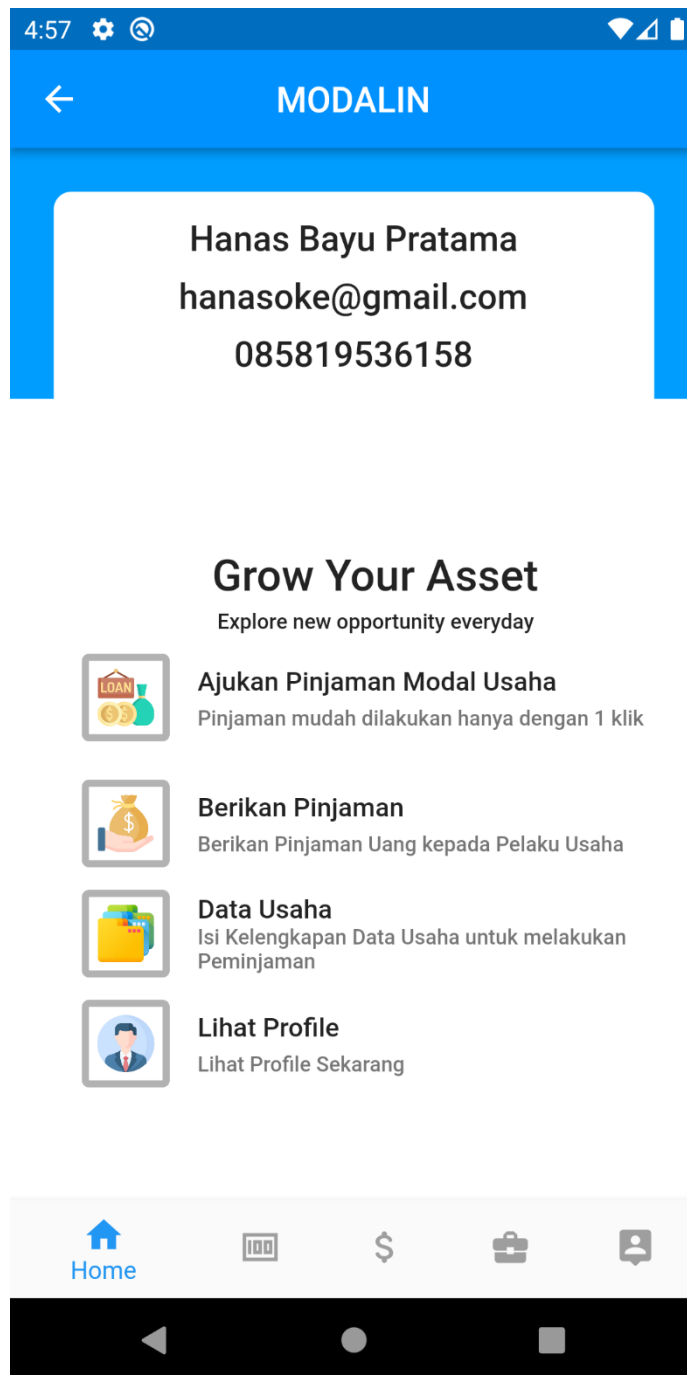 4:57
MODALIN
Hanas Bayu Pratama
hanasoke@gmail.com
085819536158
Grow Your Asset
Explore new opportunity everyday
LOAN
Ajukan Pinjaman Modal Usaha
Pinjaman mudah dilakukan hanya dengan 1 klik
$
Berikan Pinjaman
Berikan Pinjaman Uang kepada Pelaku Usaha
Data Usaha
Isi Kelengkapan Data Usaha untuk melakukan
Peminjaman
Lihat Profile
Lihat Profile Sekarang
100
$
Home